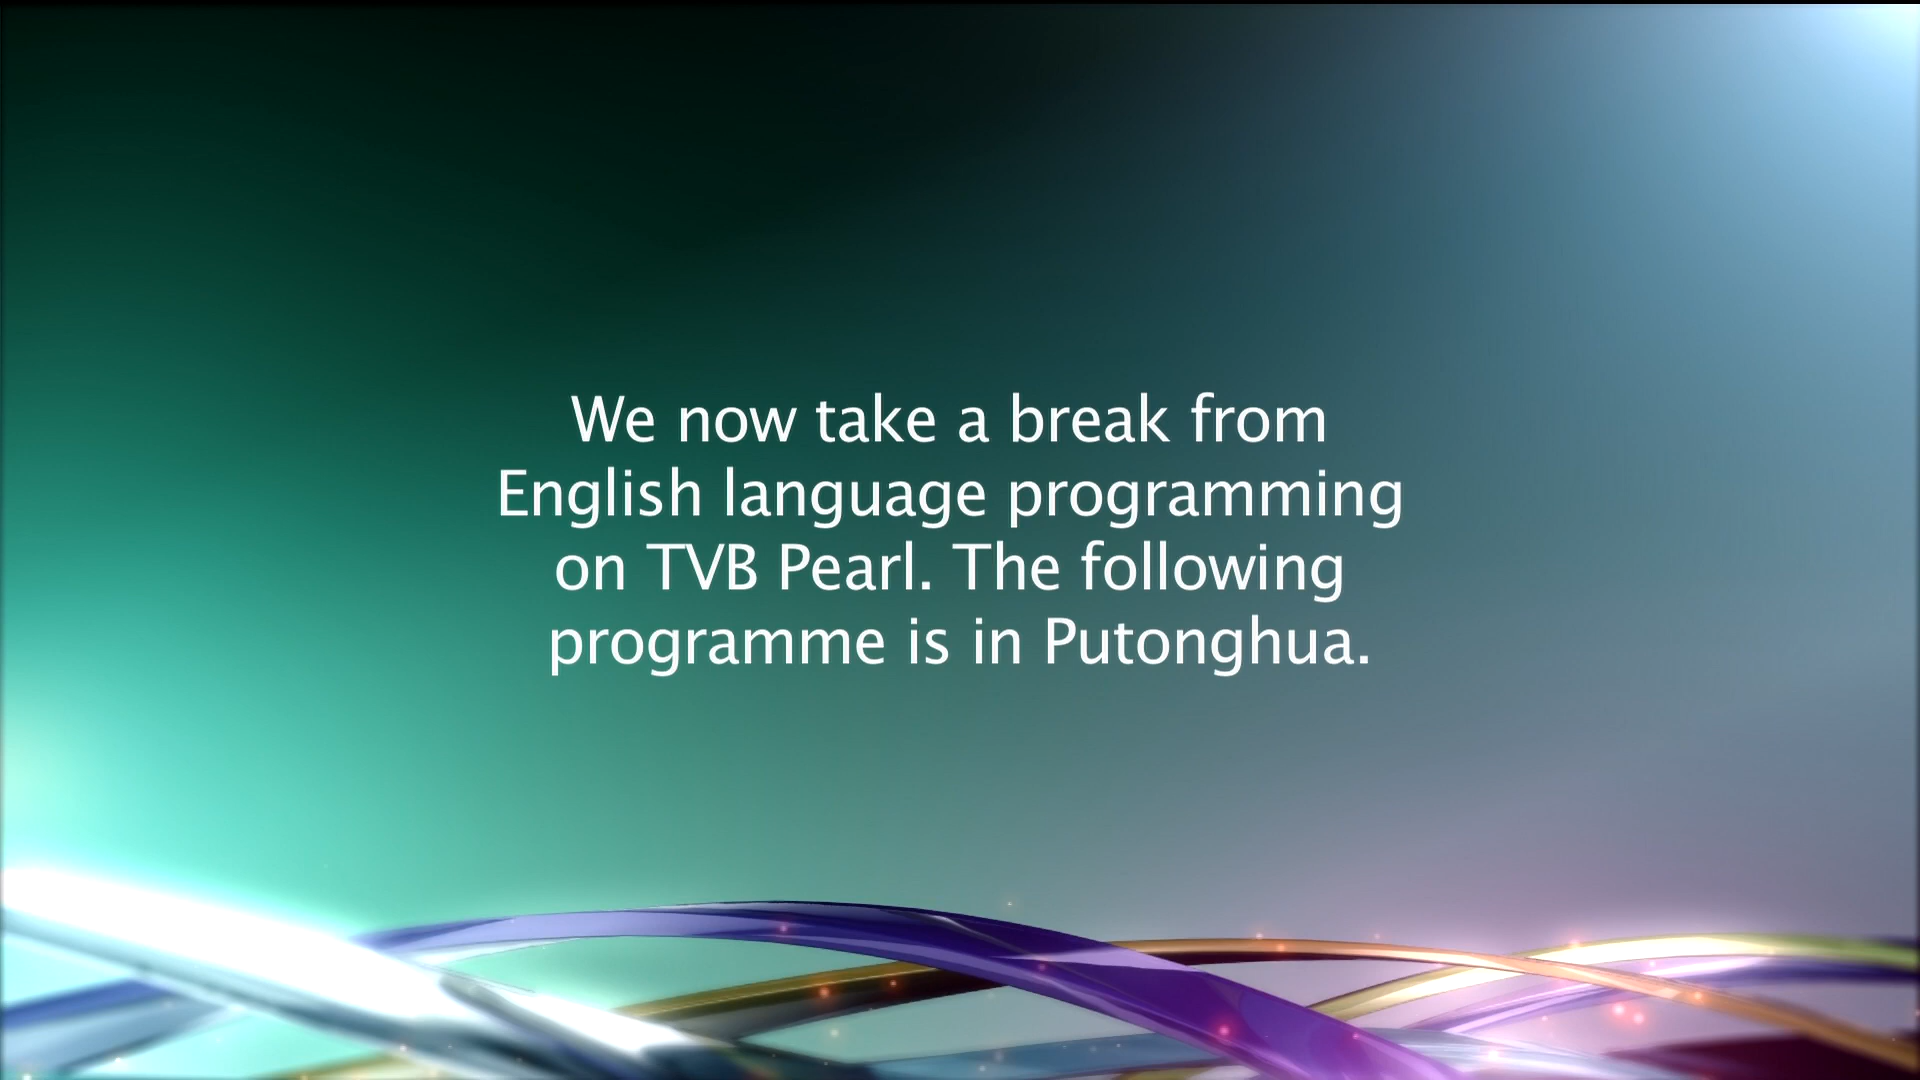 We now take a break from
English language programming
on TVB Pearl. The following
programme is in Putonghua.